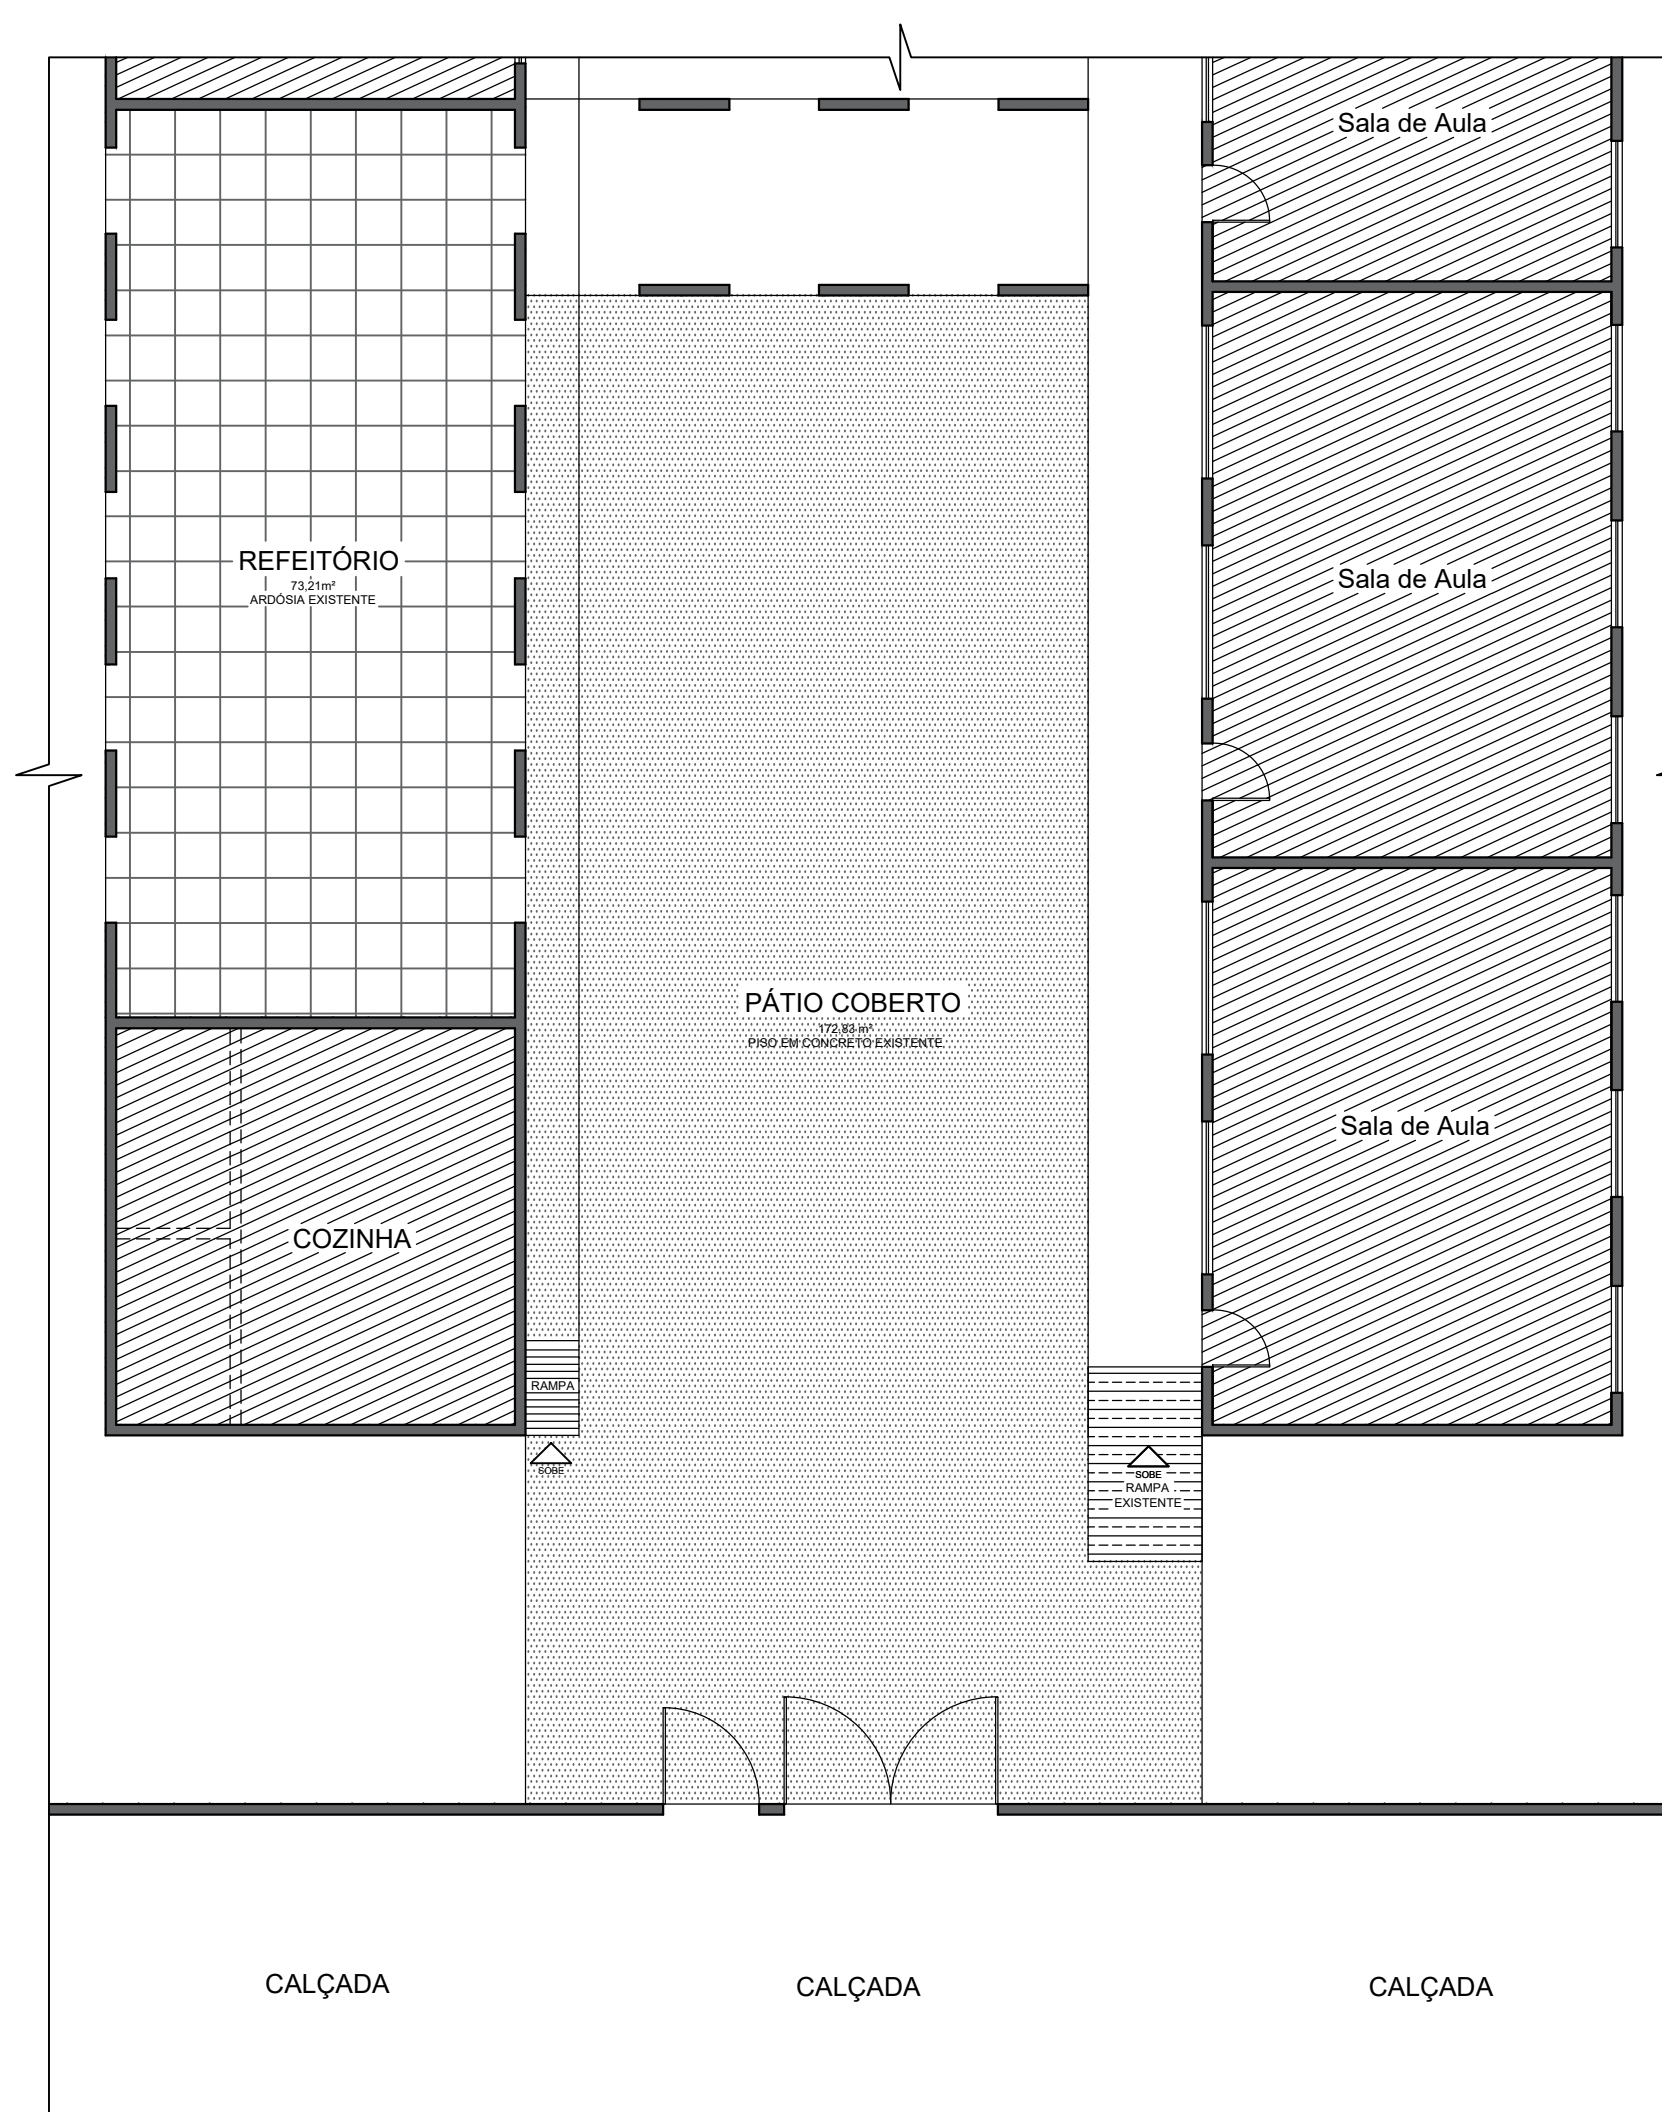 Sala de Aula
REFEITÓRIO
73,21m²
ARDÓSIA EXISTENTE
Sala de Aula
PÁTIO COBERTO
172,83 m²
PISO EM CONCRETO EXISTENTE
Sala de Aula
COZINHA
RAMPA
SOBE
SOBE
RAMPA
EXISTENTE
CALÇADA
CALÇADA
CALÇADA